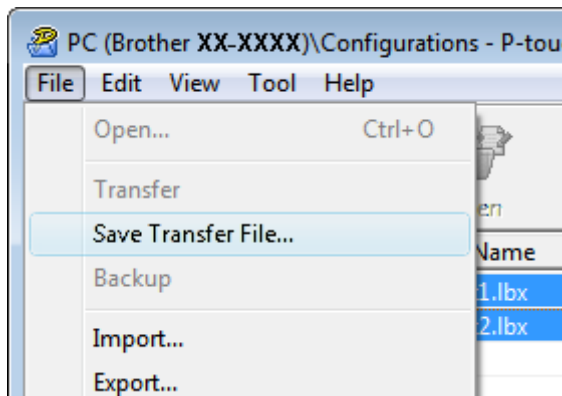 PC (Brother XX-XXXX)\Configurations - P-tou
File Edit View Tool Help
Open... Ctrl+O
Transfer
en
Save Transfer File...
Name
Backup
1.lbx
2.lbx
Import...
Export...